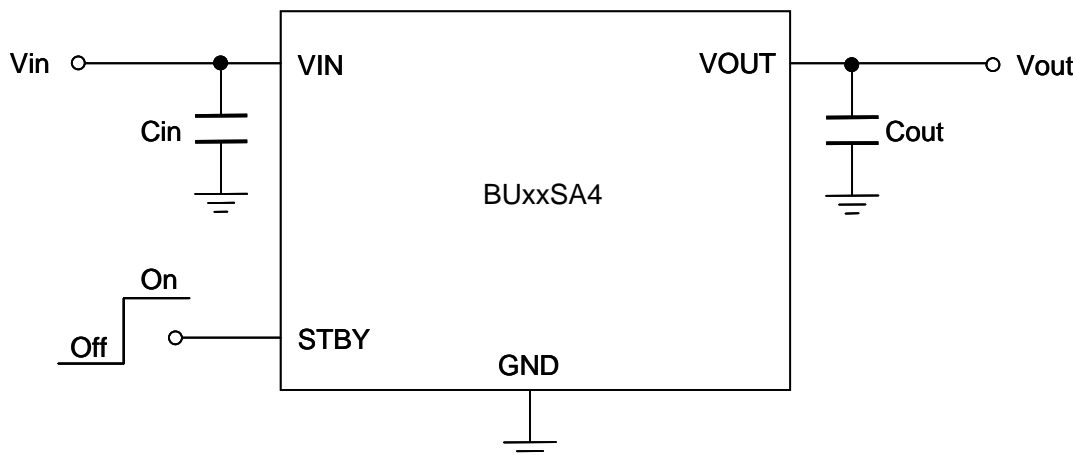 Vin
VIN
VOUT
Vout
Cin
Cout
BUxxSA4
On
Off
STBY
GND